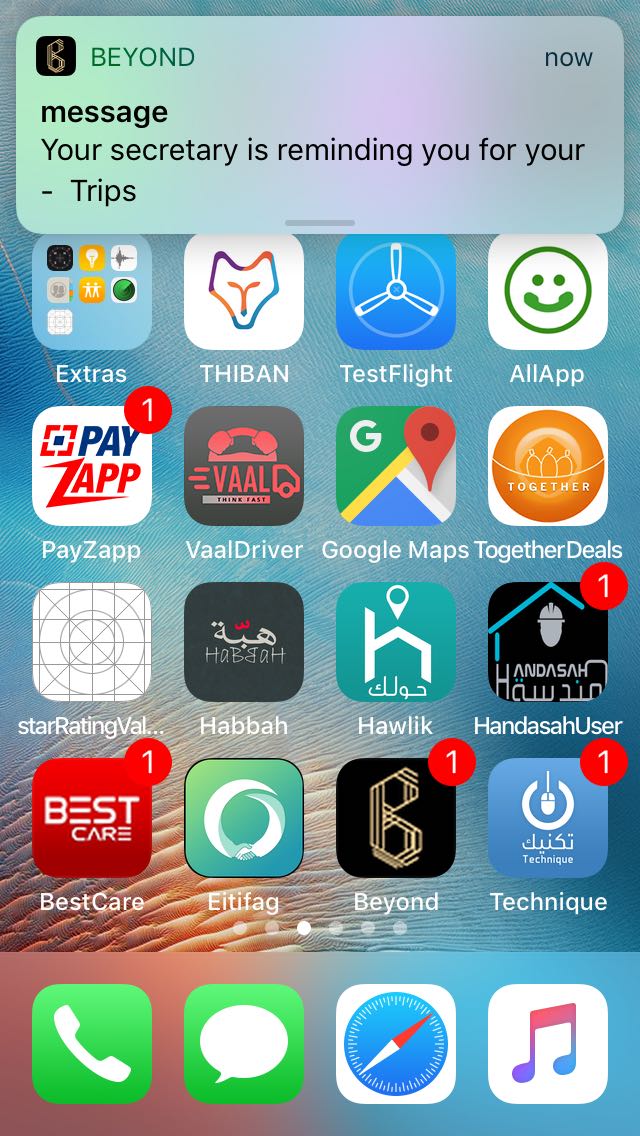 BEYOND now
message
Your secretary is reminding you for your
- Trips
Extras THIBAN TestFlight AllApp
1
PAY
ZAPP
VAAL
THINK FAST
G
TOGETHER
PayZapp VaalDriver Google Maps TogetherDeals
1
هبّة
HaBBaH
حولك
HANDASAH
هندسة
starRatingVal... Habbah Hawlik HandasahUser
1 1 1
BEST
CARE
B
تكنيك
Technique
BestCare Eitifag Beyond Technique